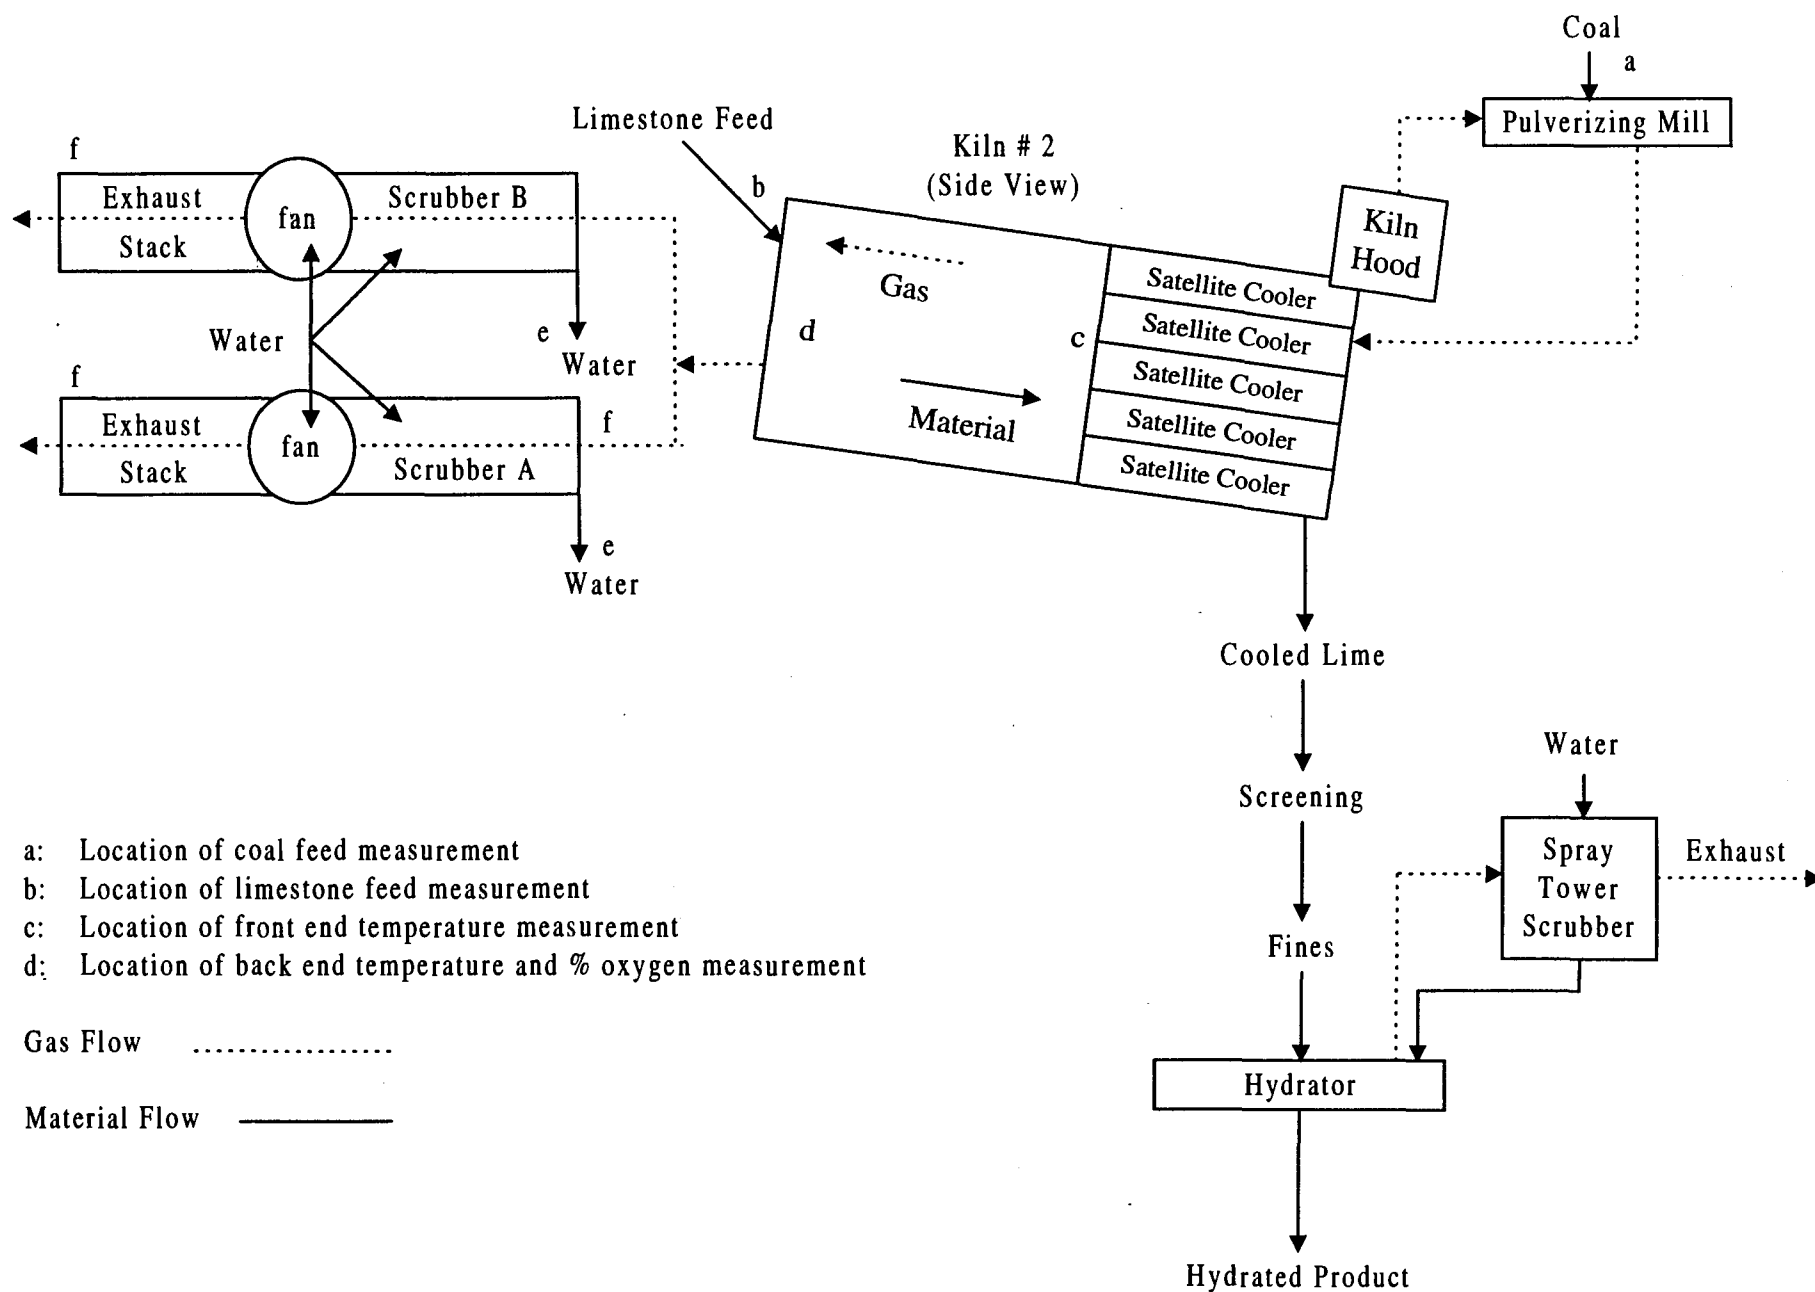 Coal
a
Pulverizing Mill
Limestone Feed
b
Kiln # 2
(Side View)
Kiln
Hood
Gas
d
Material
c
Satellite Cooler
Satellite Cooler
Satellite Cooler
Satellite Cooler
Satellite Cooler
f
Exhaust
Stack
fan
Scrubber B
Water
e
Water
f
Exhaust
Stack
fan
Scrubber A
f
e
Water
Cooled Lime
Screening
Fines
Hydrator
Hydrated Product
Water
Spray
Tower
Scrubber
Exhaust
a: Location of coal feed measurement
b: Location of limestone feed measurement
c: Location of front end temperature measurement
d: Location of back end temperature and % oxygen measurement
Gas Flow
Material Flow